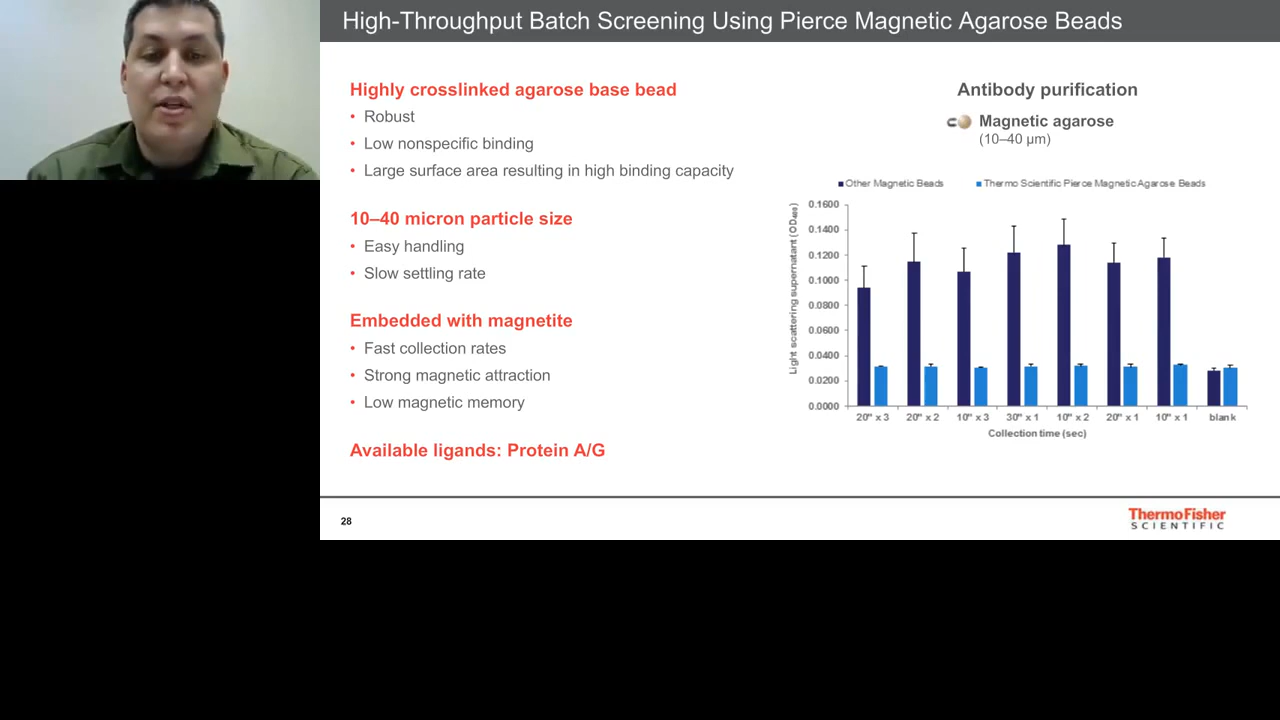 High-Throughput Batch Screening Using Pierce Magnetic Agarose Beads
Highly crosslinked agarose base bead
• Robust
• Low nonspecific binding
• Large surface area resulting in high binding capacity
10–40 micron particle size
• Easy handling
• Slow settling rate
Embedded with magnetite
• Fast collection rates
• Strong magnetic attraction
• Low magnetic memory
Available ligands: Protein A/G
Antibody purification
Magnetic agarose
(10–40 µm)
Other Magnetic Beads
Thermo Scientific Pierce Magnetic Agarose Beads
Light scattering supernatant (OD₄₀₀)
0.1600
0.1400
0.1200
0.1000
0.0800
0.0600
0.0400
0.0200
0.0000
20" x 3
20" x 2
10" x 3
30" x 1
10" x 2
20" x 1
10" x 1
blank
Collection time (sec)
28
ThermoFisher
SCIENTIFIC